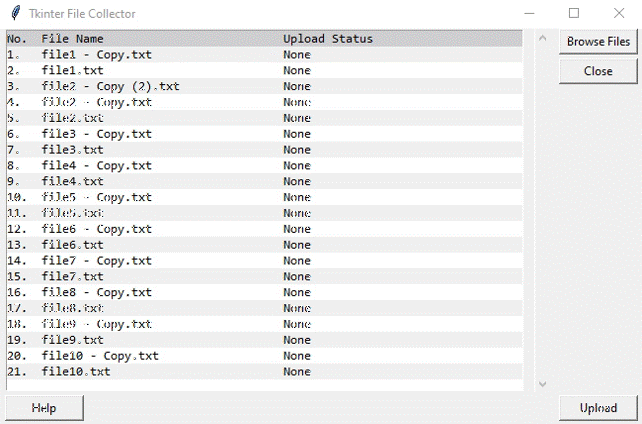 Tkinter File Collector
No. File Name Upload Status
1. file1 - Copy.txt None
2. file1.txt None
3. file2 - Copy (2).txt None
4. file2 - Copy.txt None
5. file2.txt None
6. file3 - Copy.txt None
7. file3.txt None
8. file4 - Copy.txt None
9. file4.txt None
10. file5 - Copy.txt None
11. file5.txt None
12. file6 - Copy.txt None
13. file6.txt None
14. file7 - Copy.txt None
15. file7.txt None
16. file8 - Copy.txt None
17. file8.txt None
18. file9 - Copy.txt None
19. file9.txt None
20. file10 - Copy.txt None
21. file10.txt None
Browse Files
Close
Help
Upload